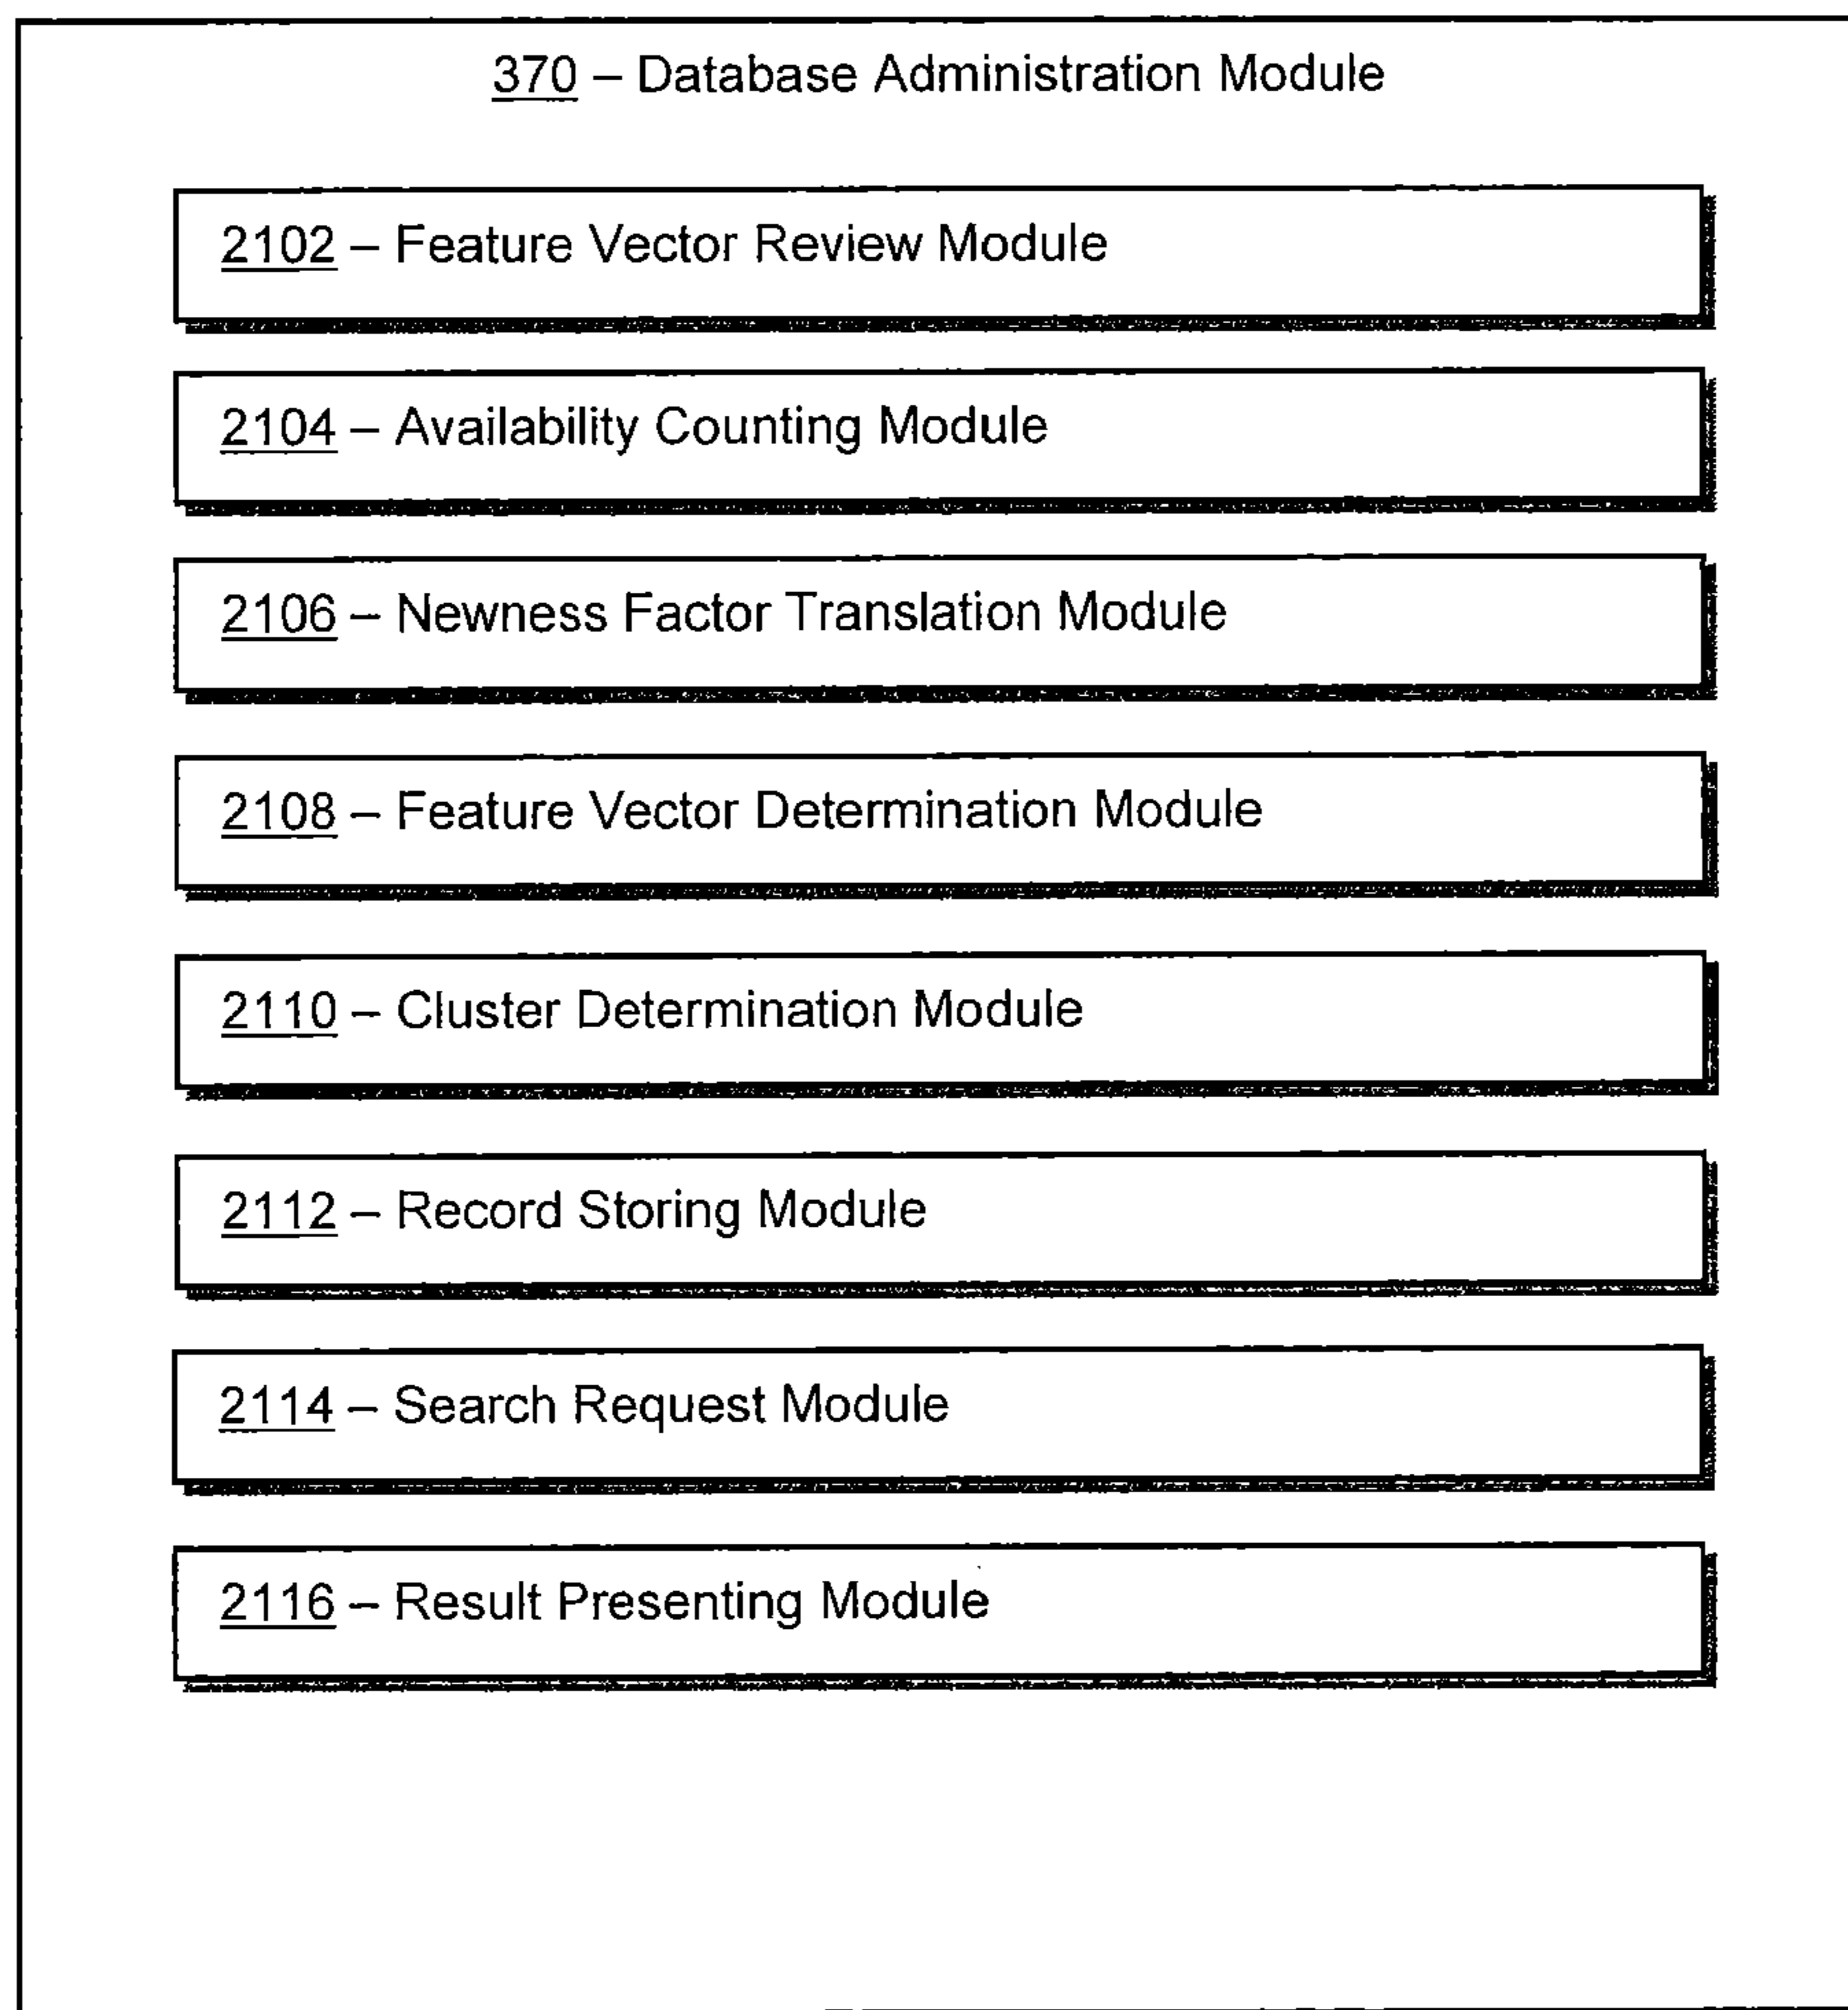 370 – Database Administration Module
2102 – Feature Vector Review Module
2104 – Availability Counting Module
2106 – Newness Factor Translation Module
2108 – Feature Vector Determination Module
2110 – Cluster Determination Module
2112 – Record Storing Module
2114 – Search Request Module
2116 – Result Presenting Module